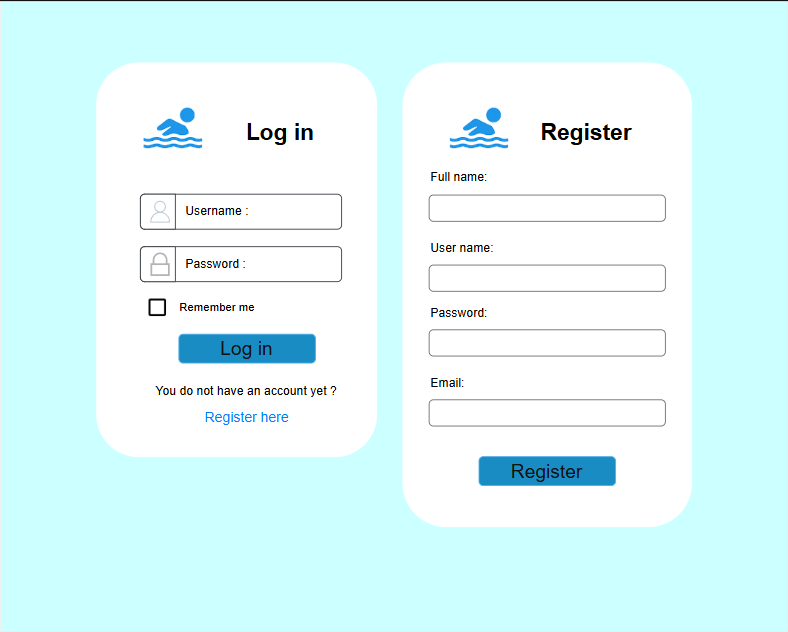 Log in
Username :
Password :
Remember me
Log in
You do not have an account yet ?
Register here
Register
Full name:
User name:
Password:
Email:
Register